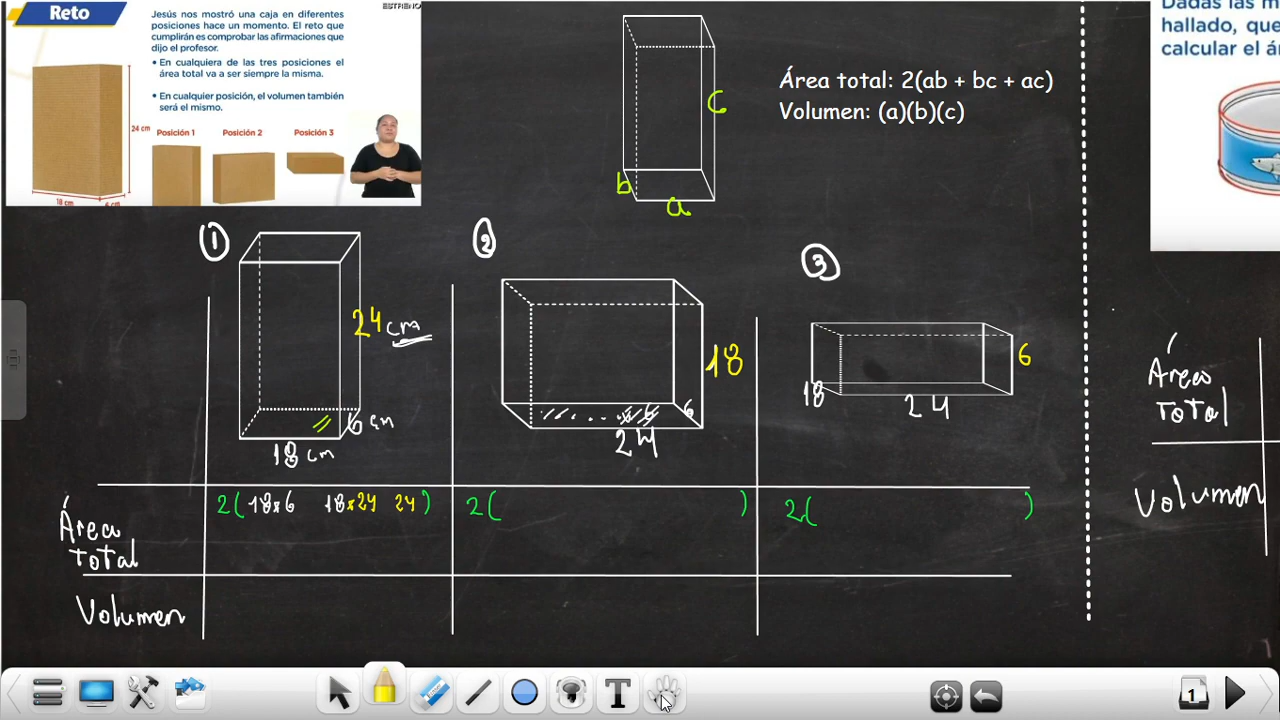 Reto
ESTRENO
Jesús nos mostró una caja en diferentes
posiciones hace un momento. El reto que
cumplirán es comprobar las afirmaciones que
dijo el profesor.
• En cualquiera de las tres posiciones el
área total va a ser siempre la misma.
• En cualquier posición, el volumen también
será el mismo.
24 cm
Posición 1
Posición 2
Posición 3
18 cm
6 cm
c
b
a
Área total: 2(ab + bc + ac)
Volumen: (a)(b)(c)
Dadas las m
hallado, que
calcular el ár
1
24 cm
6 cm
18 cm
2
18
6
24
3
6
18
24
Área
Total
2( 18x6 18x24 24 )
2( )
2( )
Volumen
Área
Total
Volumen
T
1